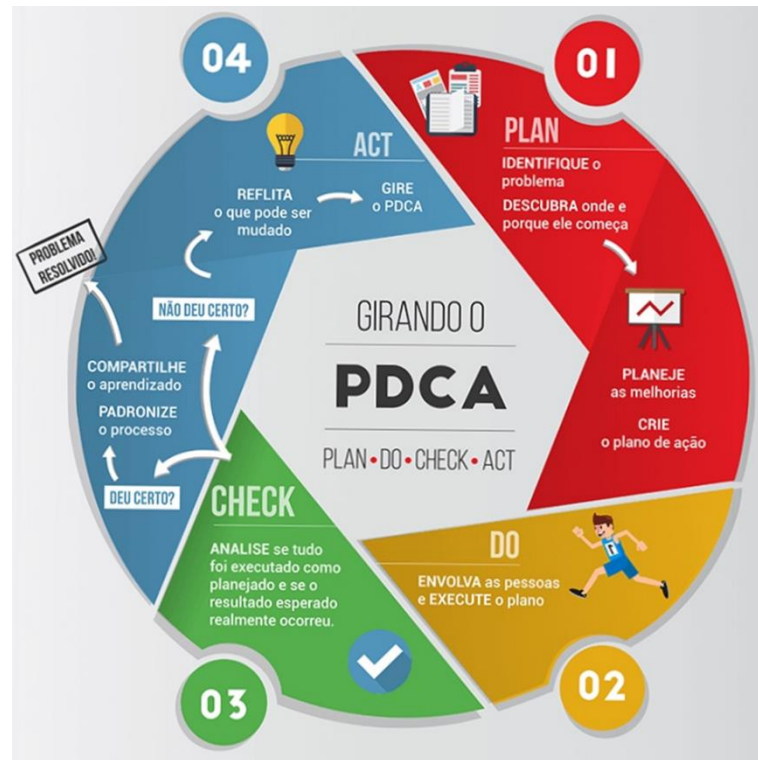 GIRANDO O
PDCA
PLAN • DO • CHECK • ACT
01
PLAN
IDENTIFIQUE o
problema
DESCUBRA onde e
porque ele começa
PLANEJE
as melhorias
CRIE
o plano de ação
02
DO
ENVOLVA as pessoas
e EXECUTE o plano
03
CHECK
ANALISE se tudo
foi executado como
planejado e se o
resultado esperado
realmente ocorreu.
04
ACT
DEU CERTO?
PADRONIZE
o processo
COMPARTILHE
o aprendizado
PROBLEMA
RESOLVIDO!
NÃO DEU CERTO?
REFLITA
o que pode ser
mudado
GIRE
o PDCA